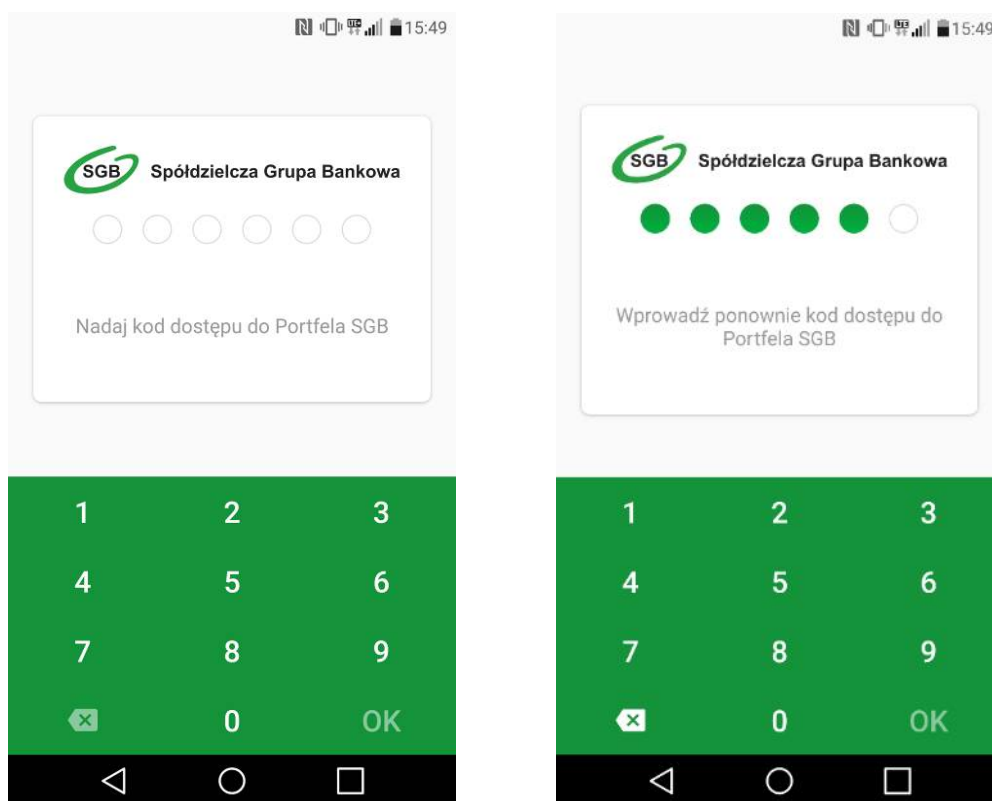 15:49
SGB Spółdzielcza Grupa Bankowa
Nadaj kod dostępu do Portfela SGB
1 2 3
4 5 6
7 8 9
0 OK
15:49
SGB Spółdzielcza Grupa Bankowa
Wprowadź ponownie kod dostępu do
Portfela SGB
1 2 3
4 5 6
7 8 9
0 OK